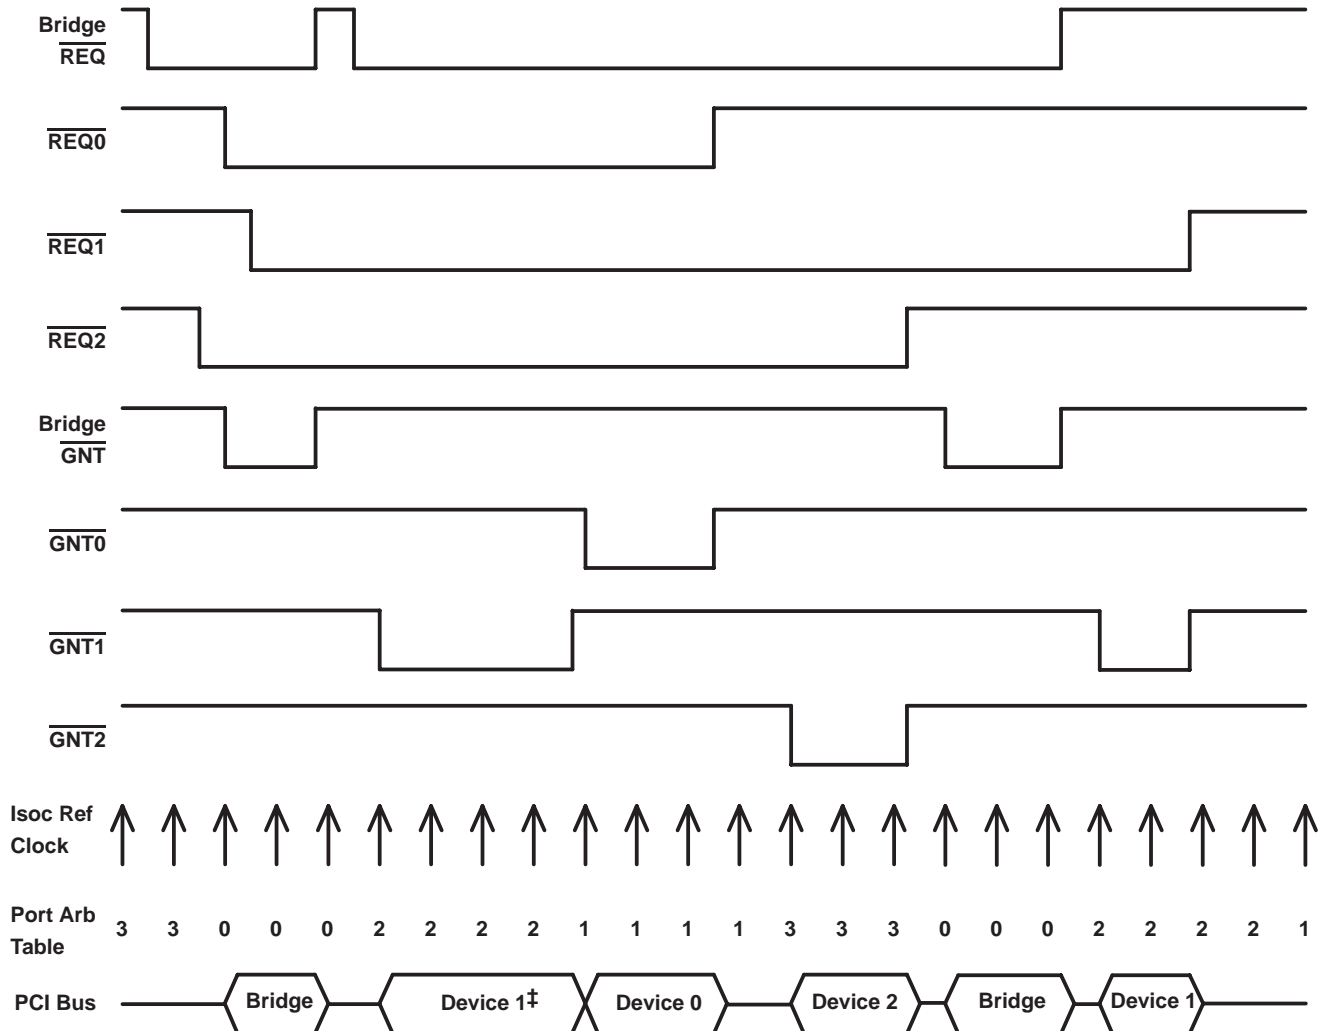 Bridge
REQ
REQ0
REQ1
REQ2
Bridge
GNT
GNT0
GNT1
GNT2
Isoc Ref
Clock
Port Arb
Table
3 3 0 0 0 2 2 2 2 1 1 1 1 3 3 3 0 0 0 2 2 2 2 1
PCI Bus Bridge Device 1‡ Device 0 Device 2 Bridge Device 1